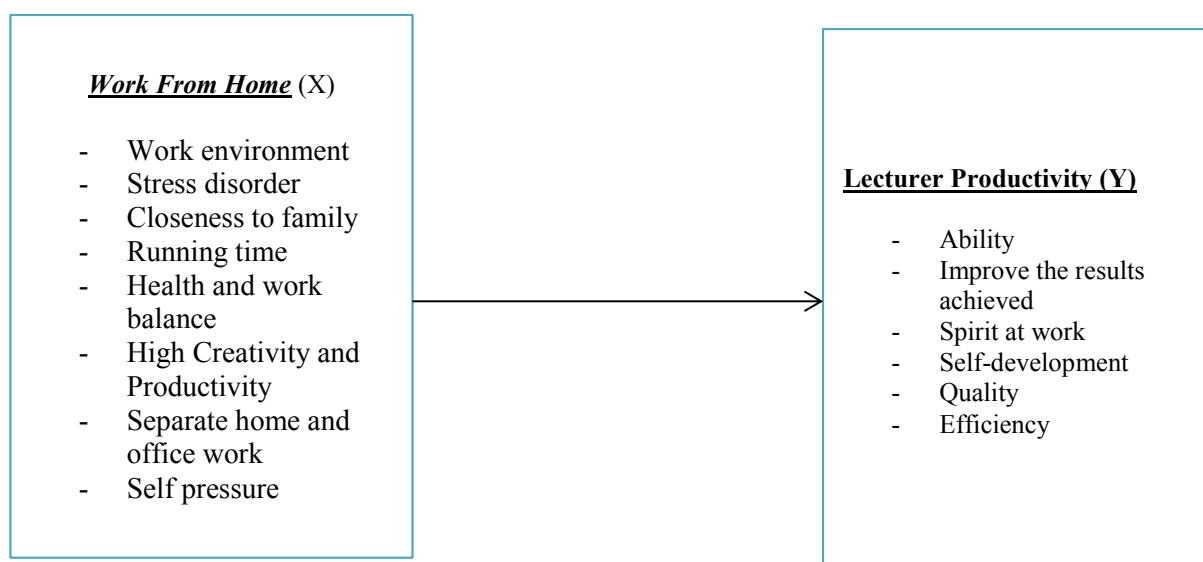 Work From Home (X)
- Work environment
- Stress disorder
- Closeness to family
- Running time
- Health and work
balance
- High Creativity and
Productivity
- Separate home and
office work
- Self pressure
Lecturer Productivity (Y)
- Ability
- Improve the results
achieved
- Spirit at work
- Self-development
- Quality
- Efficiency